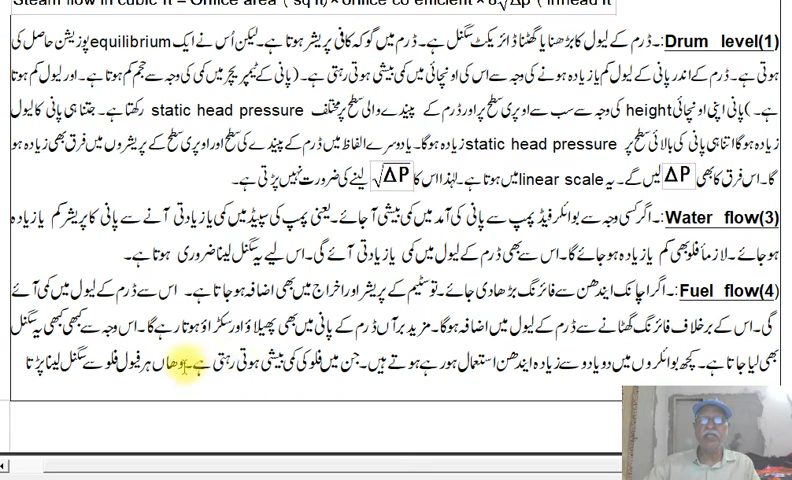 Steam flow in cubic ft = Orifice area ( sq ft) × orifice co efficient × 8√Δp ( inhead ft
Drum level(1):۔ ڈرم کے لیول کا بڑھنا یا گھٹنا ڈائریکٹ سگنل ہے۔ ڈرم میں گو کہ کافی پریشر ہوتا ہے۔ لیکن اُس نے ایک equilibrium پوزیشن حاصل کی
ہوتی ہے۔ ڈرم کے اندر پانی کے لیول کم یا زیادہ ہونے کی وجہ سے اس کی اونچائی میں کمی بیشی ہوتی رہتی ہے۔ (پانی کے ٹیمپریچر میں کمی کی وجہ سے حجم کم ہوتا ہے۔ اور لیول کم ہوتا
ہے۔) پانی اپنی اونچائی height کی وجہ سے سب سے اوپری سطح پر اور ڈرم کے پیندے والی سطح پر مختلف static head pressure رکھتا ہے۔ جتنا ہی پانی کا لیول
زیادہ ہوگا اتنا ہی پانی کی بالائی سطح پر static head pressure زیادہ ہوگا۔ یا دوسرے الفاظ میں ڈرم کے پیندے کی سطح اور اوپری سطح کے پریشروں میں فرق بھی زیادہ ہو
گا۔ اس فرق کا بھی ΔP لیں گے۔ یہ linear scale میں ہوتا ہے۔ لہٰذا اس کا √ΔP لینے کی ضرورت نہیں پڑتی ہے۔
Water flow(3):۔ اگر کسی وجہ سے بوائلر فیڈ پمپ سے پانی کی آمد میں کمی بیشی آ جائے۔ یعنی پمپ کی سپیڈ میں کمی یا زیادتی آنے سے پانی کا پریشر کم یا زیادہ
ہو جائے۔ لازماً فلو بھی کم یا زیادہ ہو جائے گا۔ اس سے بھی ڈرم کے لیول میں کمی یا زیادتی آئے گی۔ اس لیے یہ سگنل لینا ضروری ہوتا ہے۔
Fuel flow(4):۔ اگر اچانک ایندھن سے فائرنگ بڑھا دی جائے۔ تو سٹیم کے پریشر اور اخراج میں بھی اضافہ ہو جاتا ہے۔ اس سے ڈرم کے لیول میں کمی آئے
گی۔ اس کے برخلاف فائرنگ گھٹانے سے ڈرم کے لیول میں اضافہ ہوگا۔ مزید برآں ڈرم کے پانی میں بھی پھیلاؤ اور سکڑاؤ ہوتا رہے گا۔ اس وجہ سے کبھی کبھی یہ سگنل
بھی لیا جاتا ہے۔ کچھ بوائلروں میں دو یا دو سے زیادہ ایندھن استعمال ہو رہے ہوتے ہیں۔ جن میں فلو کی کمی بیشی ہوتی رہتی ہے۔ وہاں ہر فیول فلو سے سگنل لینا پڑتا